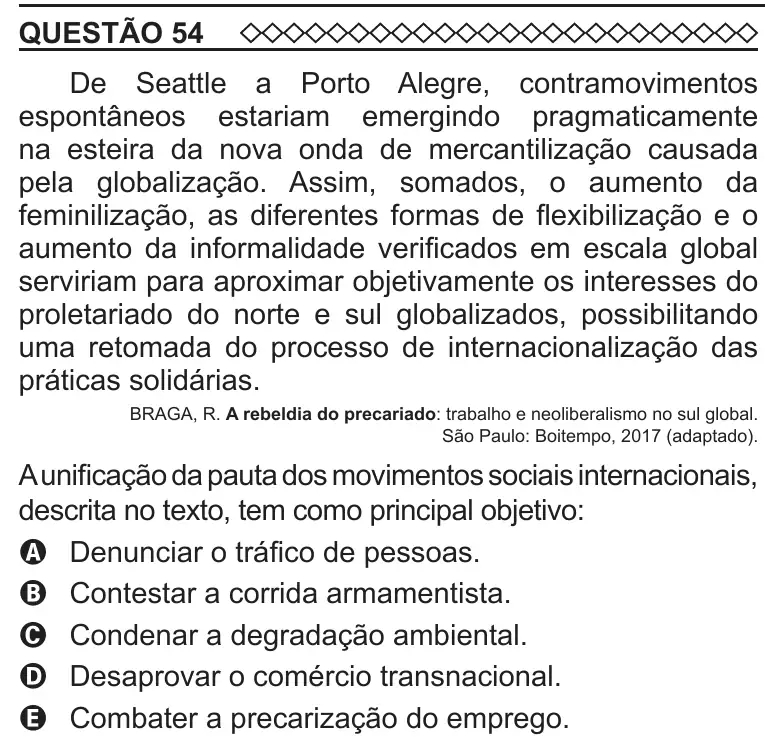 QUESTÃO 54
De Seattle a Porto Alegre, contramovimentos
espontâneos estariam emergindo pragmaticamente
na esteira da nova onda de mercantilização causada
pela globalização. Assim, somados, o aumento da
feminilização, as diferentes formas de flexibilização e o
aumento da informalidade verificados em escala global
serviriam para aproximar objetivamente os interesses do
proletariado do norte e sul globalizados, possibilitando
uma retomada do processo de internacionalização das
práticas solidárias.
BRAGA, R. A rebeldia do precariado: trabalho e neoliberalismo no sul global.
São Paulo: Boitempo, 2017 (adaptado).
A unificação da pauta dos movimentos sociais internacionais,
descrita no texto, tem como principal objetivo:
A Denunciar o tráfico de pessoas.
B Contestar a corrida armamentista.
C Condenar a degradação ambiental.
D Desaprovar o comércio transnacional.
E Combater a precarização do emprego.